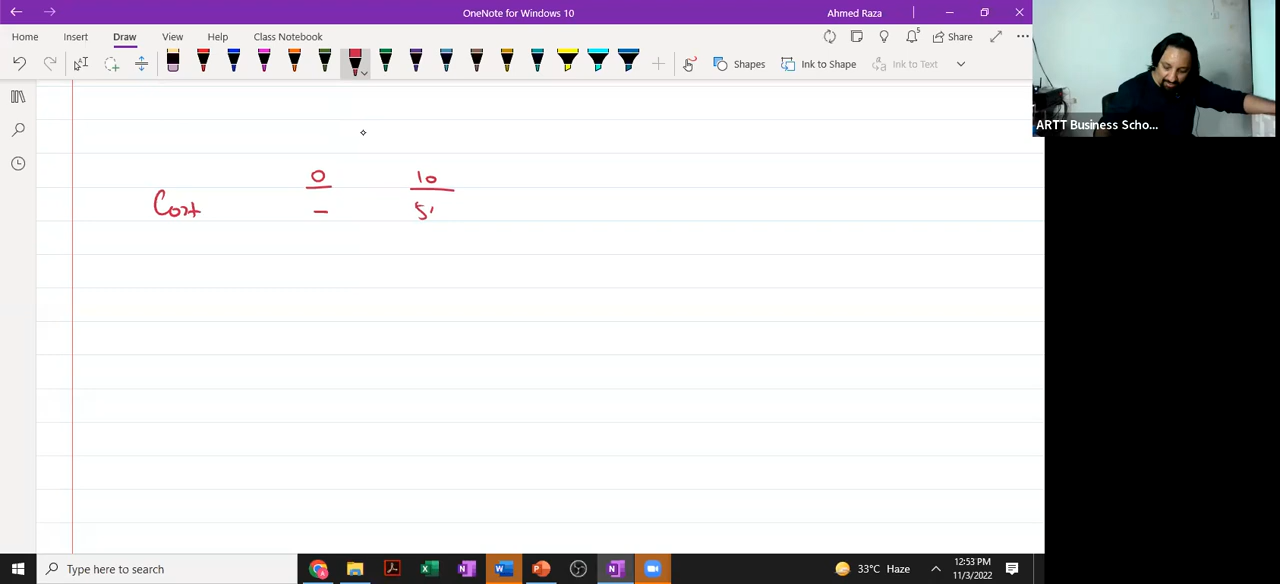 OneNote for Windows 10
Ahmed Raza
Home Insert Draw View Help Class Notebook
Share
Shapes Ink to Shape Ink to Text
ARTT Business Scho...
0 10
Cost – 5
Type here to search
33°C Haze
12:53 PM
11/3/2022